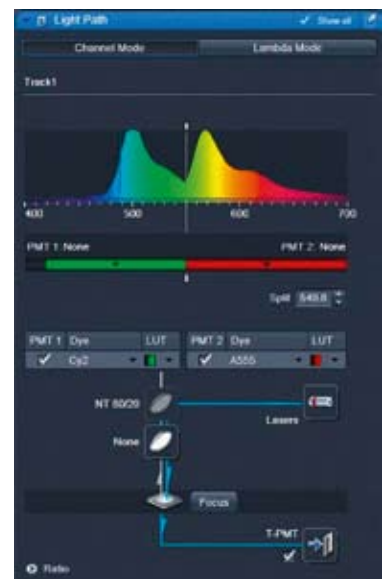 Light Path
Show all
Channel Mode
Lambda Mode
Track1
400 500 600 700
PMT 1: None
PMT 2: None
Split 549.8
PMT 1 Dye LUT PMT 2 Dye LUT
Cy2 A555
NT 80/20
Lasers
None
Focus
T-PMT
Ratio